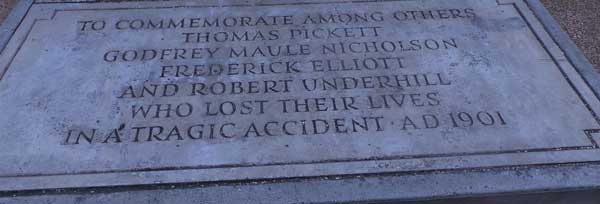 TO COMMEMORATE AMONG OTHERS
THOMAS PICKETT
GODFREY MAULE NICHOLSON
FREDERICK ELLIOTT
AND ROBERT UNDERHILL
WHO LOST THEIR LIVES
IN A TRAGIC ACCIDENT · AD 1901